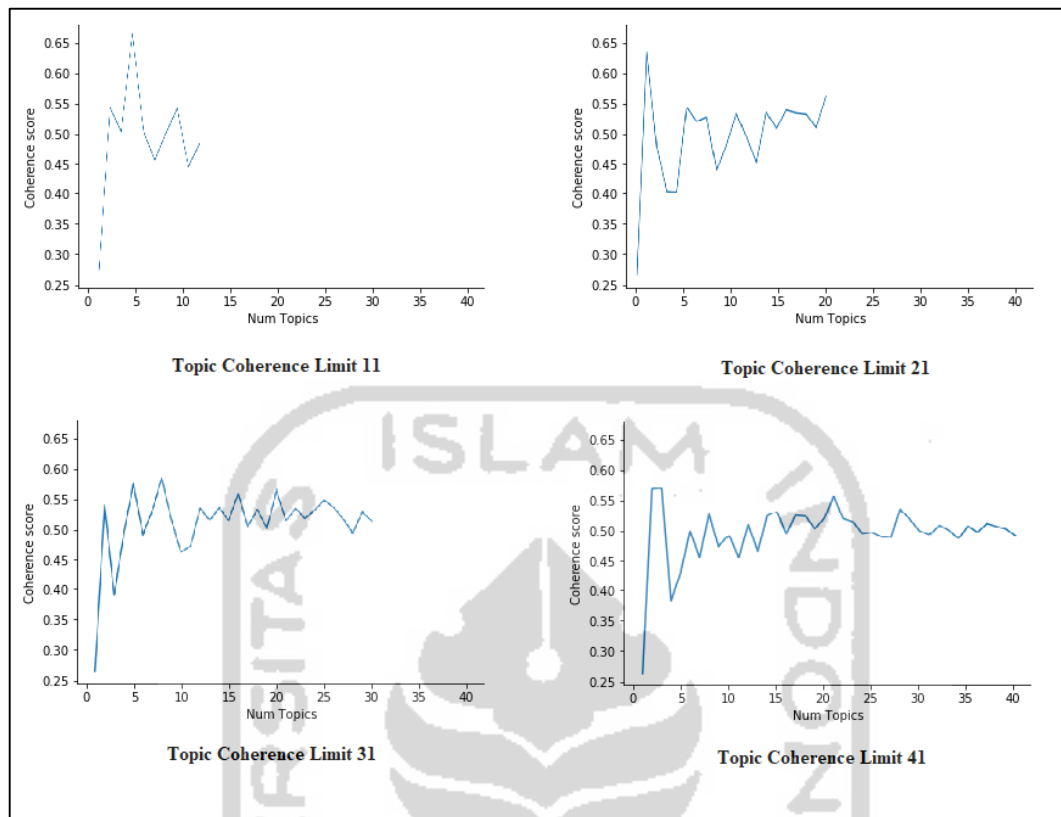 0.65
0.60
0.55
0.50
0.45
0.40
0.35
0.30
0.25
Coherence score
0 5 10 15 20 25 30 35 40
Num Topics
Topic Coherence Limit 11
0.65
0.60
0.55
0.50
0.45
0.40
0.35
0.30
0.25
Coherence score
0 5 10 15 20 25 30 35 40
Num Topics
Topic Coherence Limit 21
0.65
0.60
0.55
0.50
0.45
0.40
0.35
0.30
0.25
Coherence score
0 5 10 15 20 25 30 35 40
Num Topics
Topic Coherence Limit 31
0.65
0.60
0.55
0.50
0.45
0.40
0.35
0.30
0.25
Coherence score
0 5 10 15 20 25 30 35 40
Num Topics
Topic Coherence Limit 41
ISLAM
RSITAS
INDON